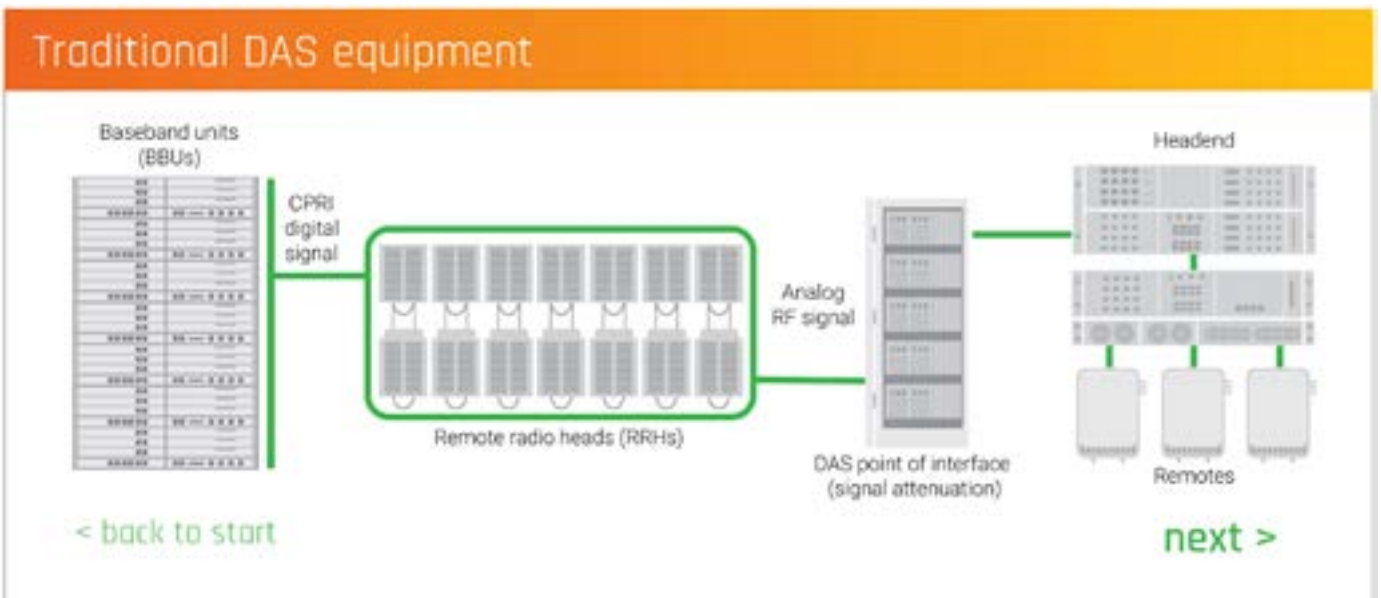 Traditional DAS equipment
Baseband units
(BBUs)
CPRI
digital
signal
Remote radio heads (RRHs)
Analog
RF signal
DAS point of interface
(signal attenuation)
Headend
Remotes
< back to start
next >